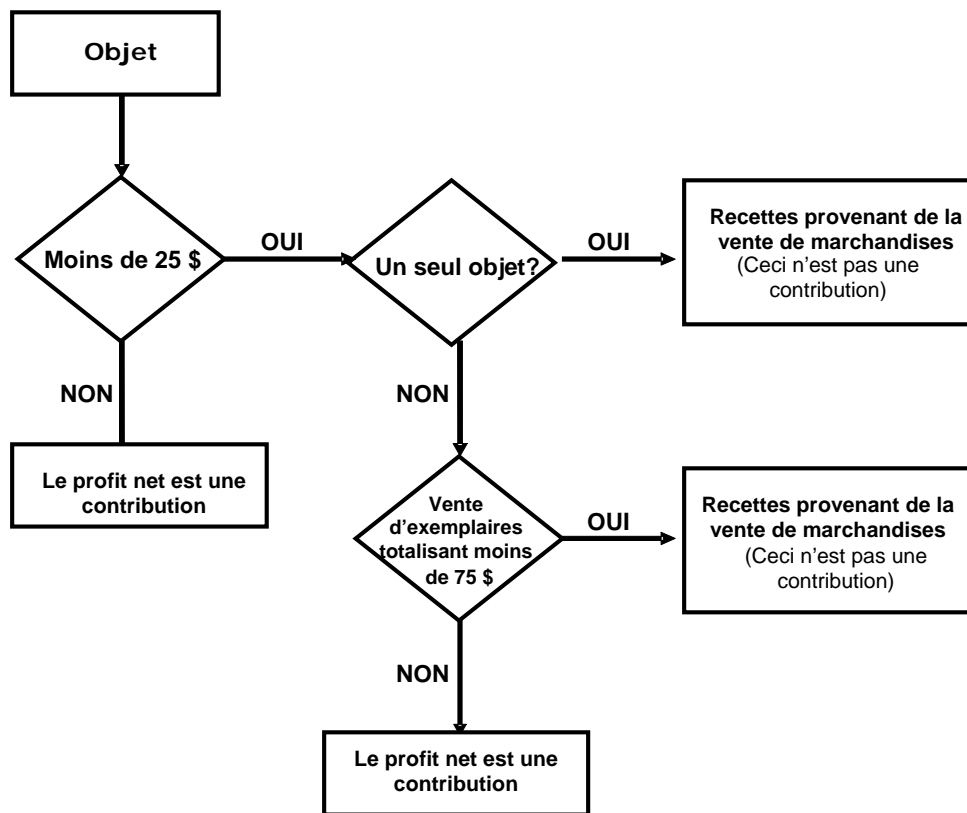 Objet
Moins de 25 $
OUI
Un seul objet?
OUI
Recettes provenant de la
vente de marchandises
(Ceci n'est pas une
contribution)
NON
Le profit net est une
contribution
NON
Vente
d'exemplaires
totalisant moins
de 75 $
OUI
Recettes provenant de la
vente de marchandises
(Ceci n'est pas une
contribution)
NON
Le profit net est une
contribution